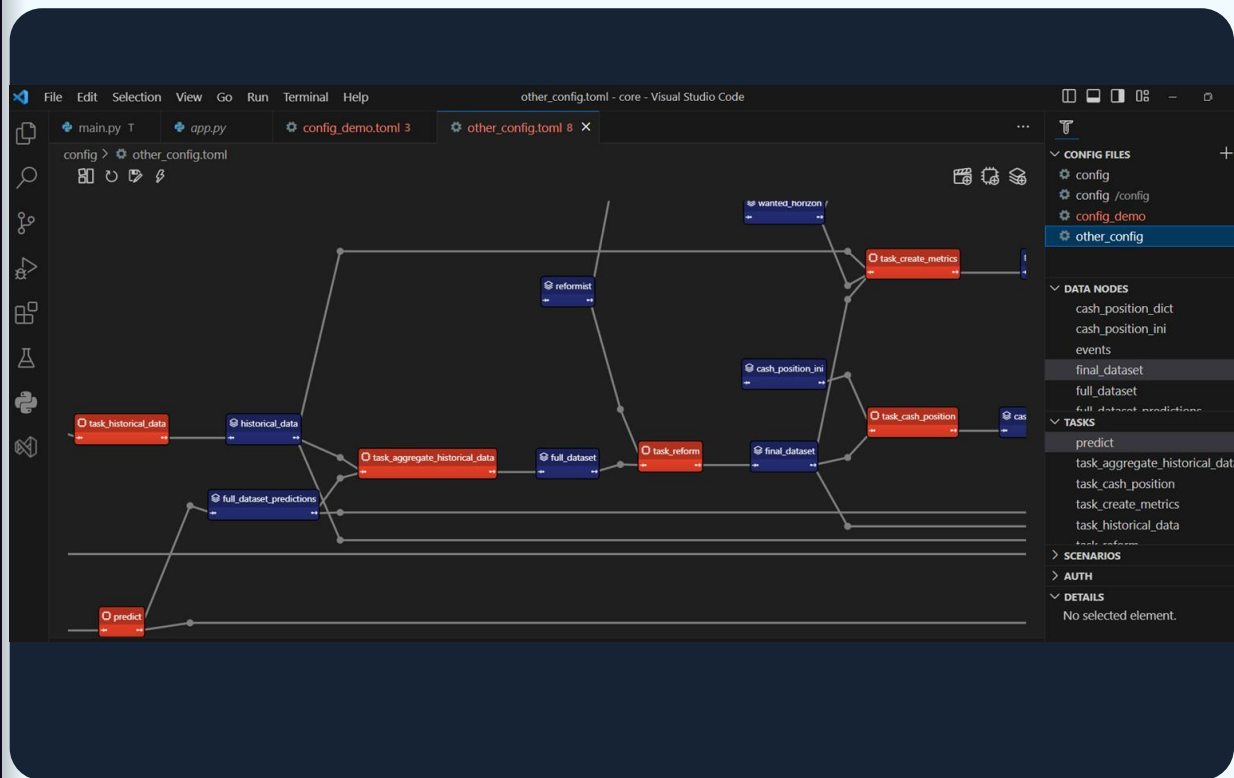 File Edit Selection View Go Run Terminal Help
other_config.toml - core - Visual Studio Code
main.py T
app.py
config_demo.toml 3
other_config.toml 8
config > other_config.toml
wanted_horizon
task_create_metrics
reformist
cash_position_ini
task_historical_data
historical_data
task_cash_position
cas
task_aggregate_historical_data
full_dataset
task_reform
final_dataset
full_dataset_predictions
predict
CONFIG FILES
config
config /config
config_demo
other_config
DATA NODES
cash_position_dict
cash_position_ini
events
final_dataset
full_dataset
full_dataset_predictions
TASKS
predict
task_aggregate_historical_dat
task_cash_position
task_create_metrics
task_historical_data
task_reform
SCENARIOS
AUTH
DETAILS
No selected element.